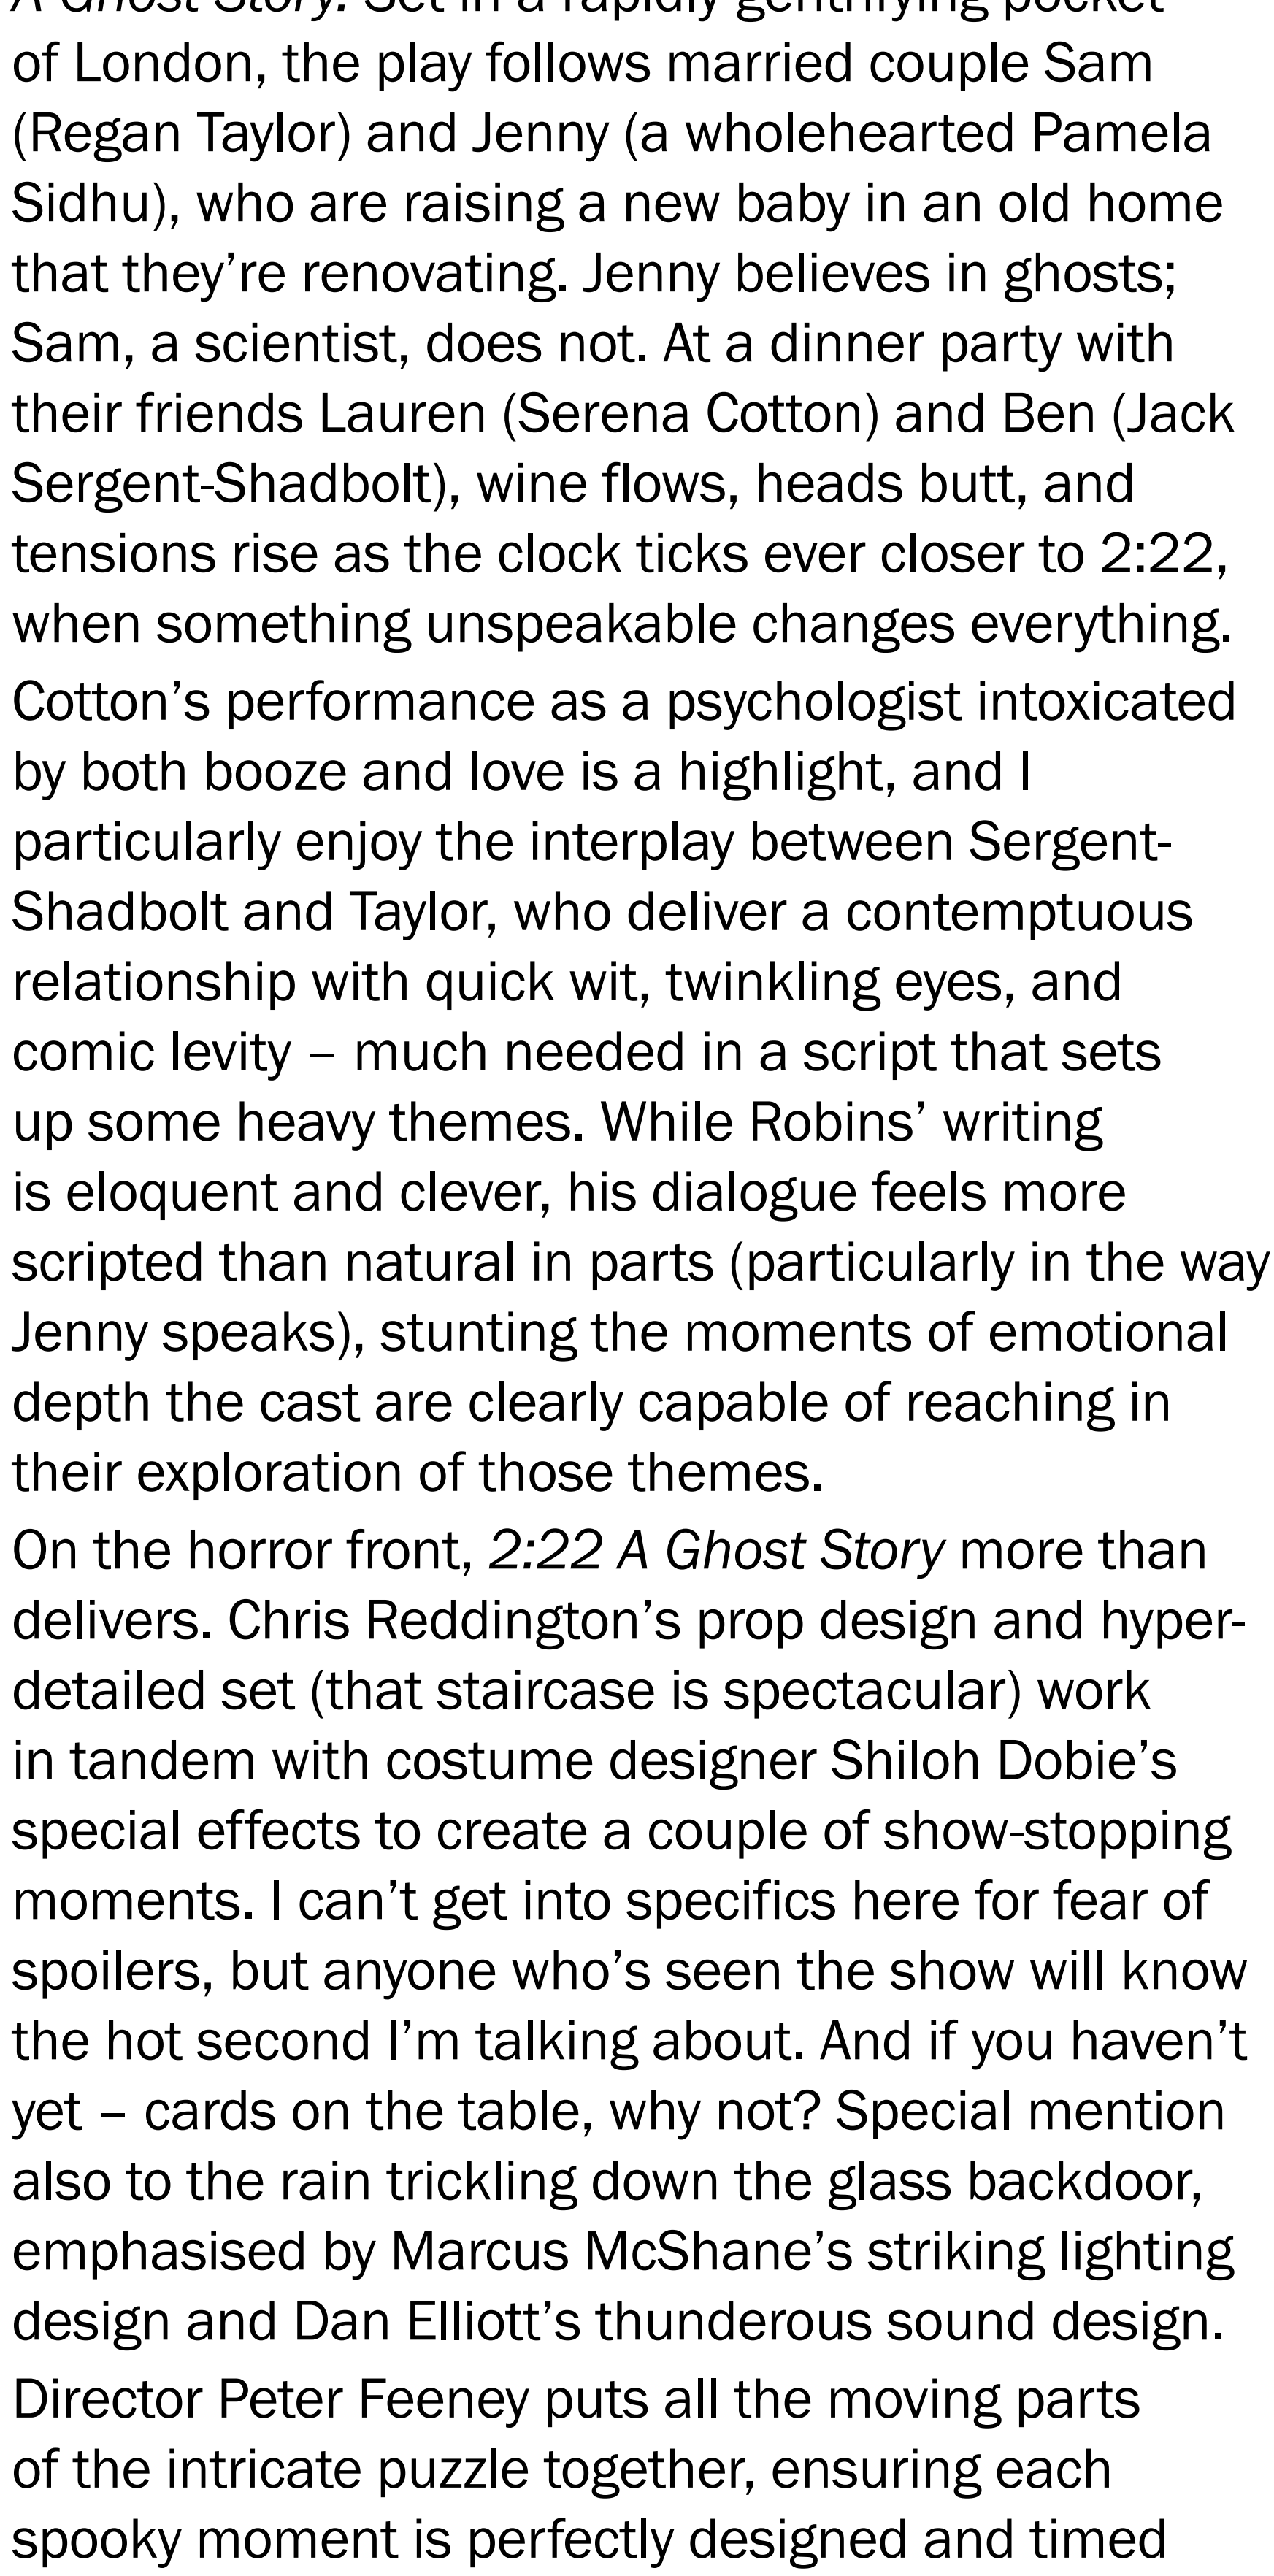 A Ghost Story. Set in a rapidly gentrifying pocket
of London, the play follows married couple Sam
(Regan Taylor) and Jenny (a wholehearted Pamela
Sidhu), who are raising a new baby in an old home
that they’re renovating. Jenny believes in ghosts;
Sam, a scientist, does not. At a dinner party with
their friends Lauren (Serena Cotton) and Ben (Jack
Sergent-Shadbolt), wine flows, heads butt, and
tensions rise as the clock ticks ever closer to 2:22,
when something unspeakable changes everything.
Cotton’s performance as a psychologist intoxicated
by both booze and love is a highlight, and I
particularly enjoy the interplay between Sergent-
Shadbolt and Taylor, who deliver a contemptuous
relationship with quick wit, twinkling eyes, and
comic levity – much needed in a script that sets
up some heavy themes. While Robins’ writing
is eloquent and clever, his dialogue feels more
scripted than natural in parts (particularly in the way
Jenny speaks), stunting the moments of emotional
depth the cast are clearly capable of reaching in
their exploration of those themes.
On the horror front, 2:22 A Ghost Story more than
delivers. Chris Reddington’s prop design and hyper-
detailed set (that staircase is spectacular) work
in tandem with costume designer Shiloh Dobie’s
special effects to create a couple of show-stopping
moments. I can’t get into specifics here for fear of
spoilers, but anyone who’s seen the show will know
the hot second I’m talking about. And if you haven’t
yet – cards on the table, why not? Special mention
also to the rain trickling down the glass backdoor,
emphasised by Marcus McShane’s striking lighting
design and Dan Elliott’s thunderous sound design.
Director Peter Feeney puts all the moving parts
of the intricate puzzle together, ensuring each
spooky moment is perfectly designed and timed